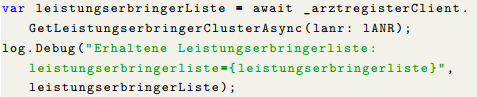 var leistungserbringerListe = await _arztregisterClient.
GetLeistungserbringerClusterAsync(lanr: lANR);
log.Debug("Erhaltene Leistungserbringerliste:
leistungserbringerliste={leistungserbringerliste}",
leistungserbringerListe);